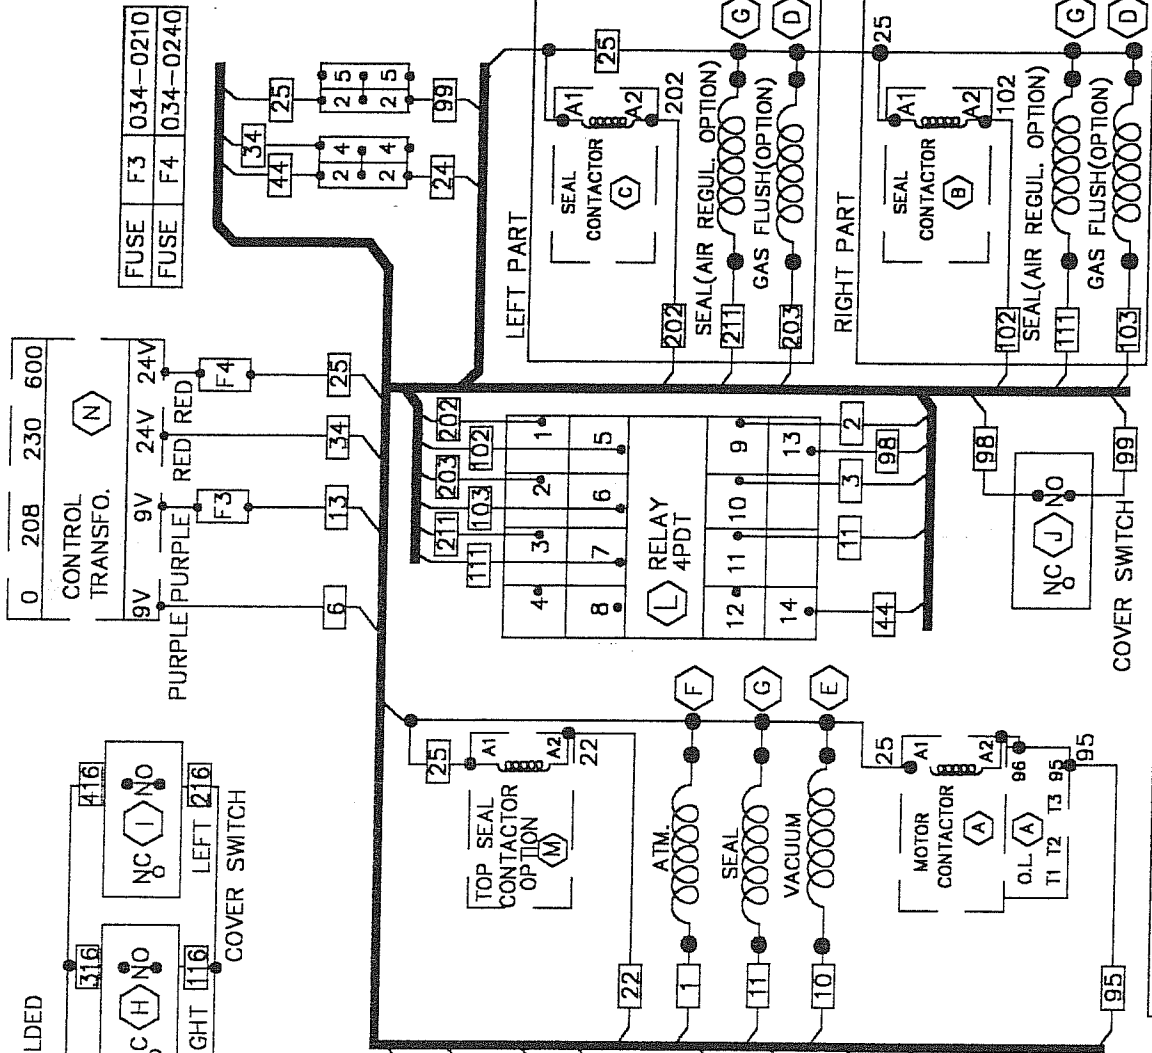 FUSE F3 034-0210
FUSE F4 034-0240
0 208 230 600
CONTROL
TRANSFO.
N
9V 9V 24V 24V
PURPLE PURPLE RED RED
F3 F4
6 13 34 25
44 34 25
2 4 2 5
2 4 2 5
24 99
LDED
316 416
C H NO
NC I NO
GHT 116 LEFT 216
COVER SWITCH
LEFT PART
25
A1
SEAL
CONTACTOR
C
A2
202
202
SEAL(AIR REGUL. OPTION)
211 G
GAS FLUSH(OPTION)
203 D
RIGHT PART
25
A1
SEAL
CONTACTOR
B
A2
102
102
SEAL(AIR REGUL. OPTION)
111 G
GAS FLUSH(OPTION)
103 D
111 211 103 203 102 202
4 3 2 1
8 7 6 5
L RELAY
4PDT
12 11 10 9
14 13
44 11 3 98 2
98
NC J NO
99
COVER SWITCH
25
A1
TOP SEAL
CONTACTOR
OPTION
M
A2
22
22
ATM.
1 F
SEAL
11 G
VACUUM
10 E
25
A1
MOTOR
CONTACTOR
A
A2
96
O.L. A
T1 T2 T3 95
95
95